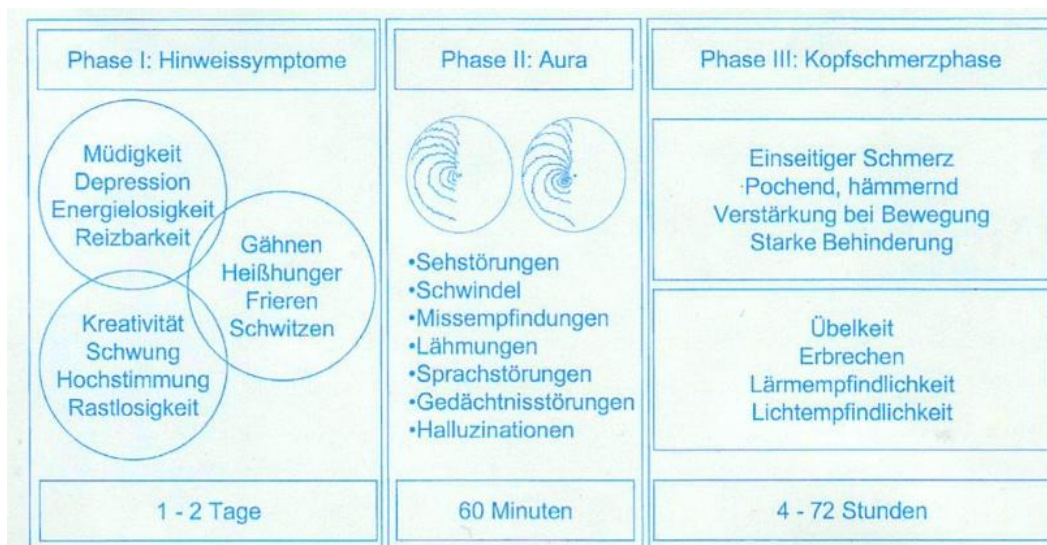 Phase I: Hinweissymptome
Müdigkeit
Depression
Energielosigkeit
Reizbarkeit
Gähnen
Heißhunger
Frieren
Schwitzen
Kreativität
Schwung
Hochstimmung
Rastlosigkeit
1 - 2 Tage
Phase II: Aura
•Sehstörungen
•Schwindel
•Missempfindungen
•Lähmungen
•Sprachstörungen
•Gedächtnisstörungen
•Halluzinationen
60 Minuten
Phase III: Kopfschmerzphase
Einseitiger Schmerz
Pochend, hämmernd
Verstärkung bei Bewegung
Starke Behinderung
Übelkeit
Erbrechen
Lärmempfindlichkeit
Lichtempfindlichkeit
4 - 72 Stunden